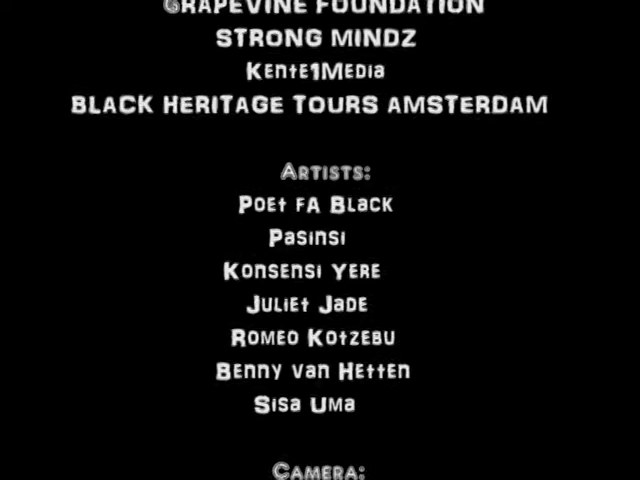 GRAPEVINE FOUNDATION
STRONG MINDZ
Kente1Media
BLACK HERITAGE TOURS AMSTERDAM
Artists:
Poet fA Black
Pasinsi
Konsensi Yere
Juliet Jade
Romeo Kotzebu
Benny van Hetten
Sisa Uma
Camera: